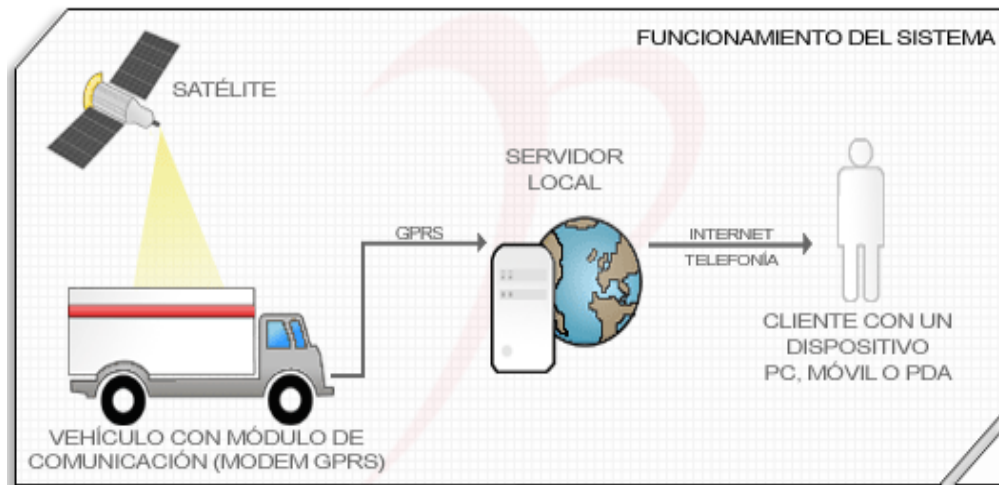 FUNCIONAMIENTO DEL SISTEMA
SATÉLITE
SERVIDOR
LOCAL
GPRS
INTERNET
TELEFONÍA
CLIENTE CON UN
DISPOSITIVO
PC, MÓVIL O PDA
VEHÍCULO CON MÓDULO DE
COMUNICACIÓN (MODEM GPRS)